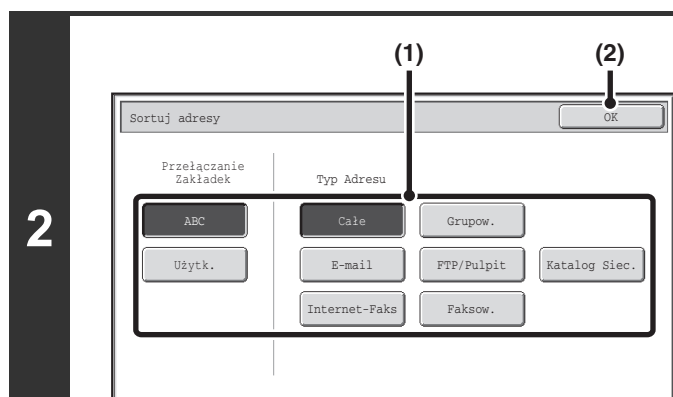 (1) (2)
Sortuj adresy OK
Przełączanie
Zakładek Typ Adresu
2
ABC Całe Grupow.
Użytk. E-mail FTP/Pulpit Katalog Siec.
Internet-Faks Faksow.